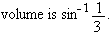 volume is sin⁻¹ 1/3.